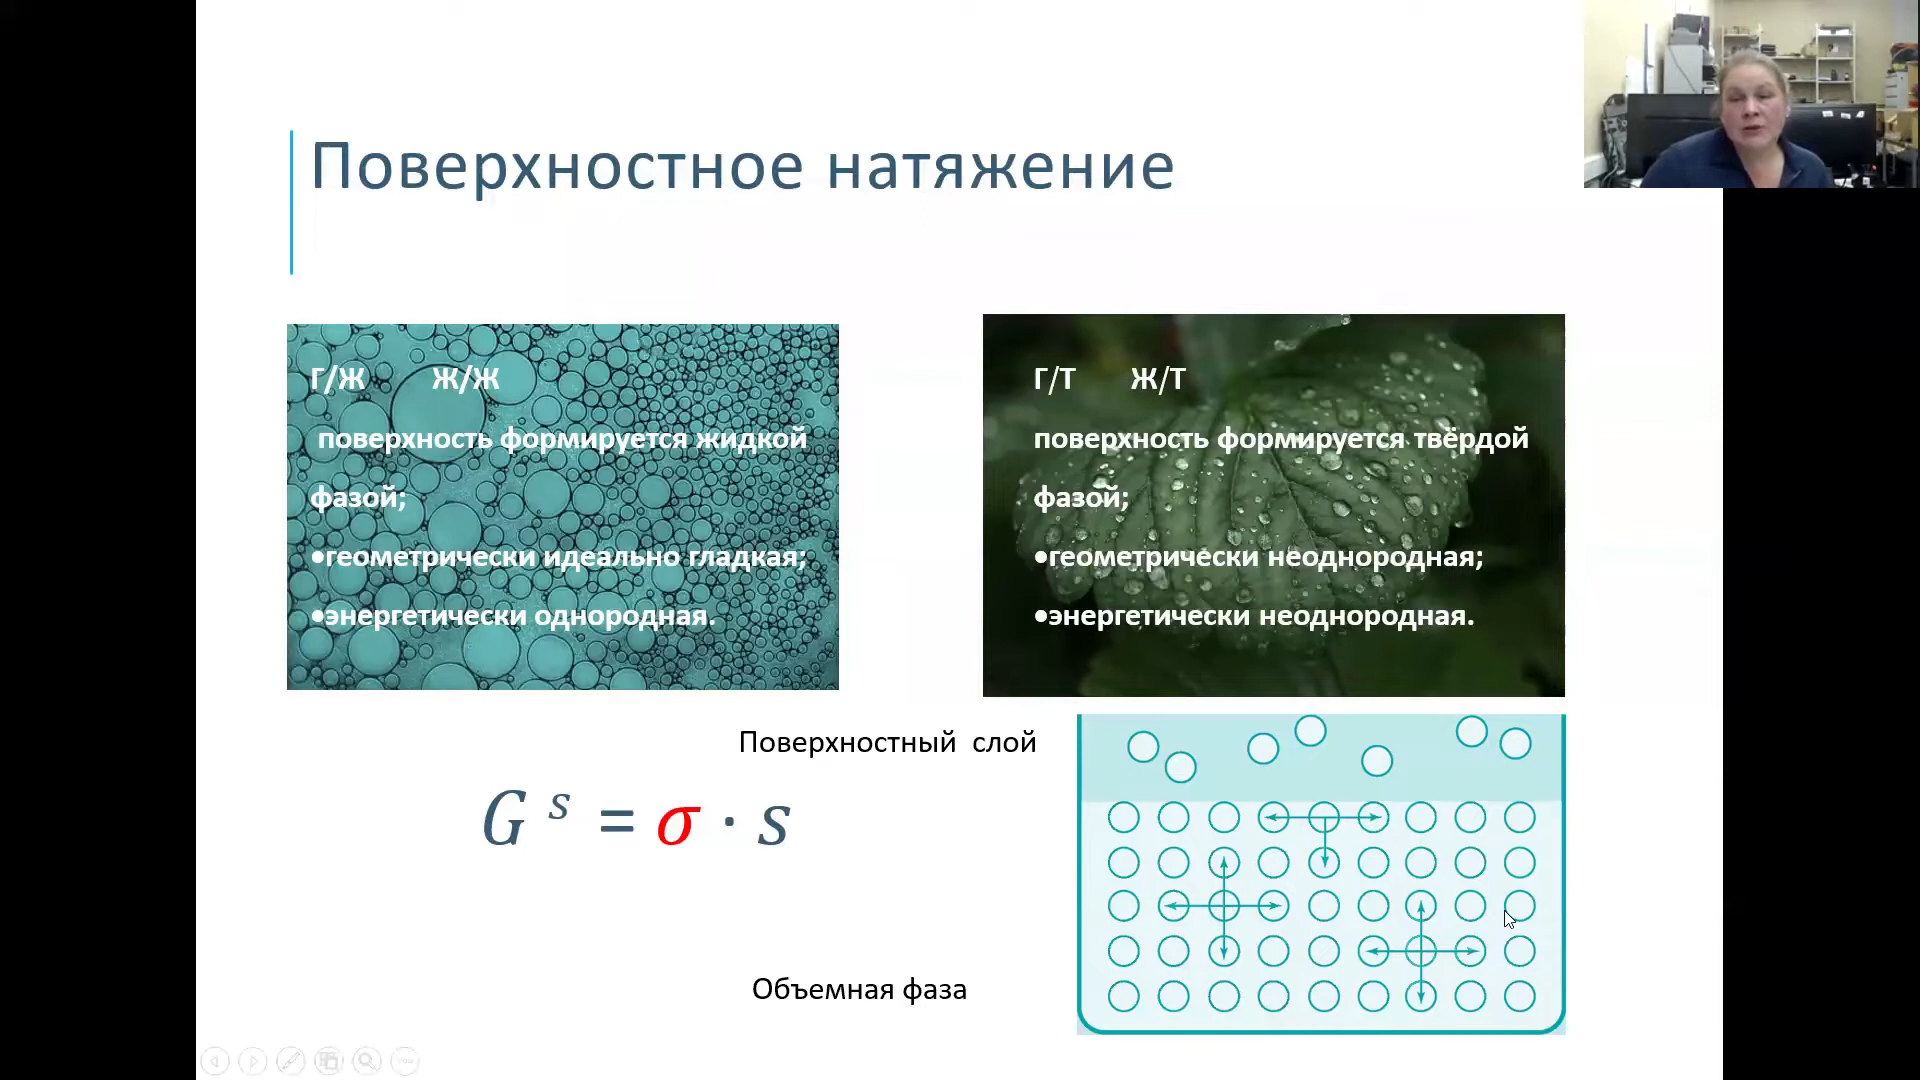 Поверхностное натяжение
Г/Ж Ж/Ж
поверхность формируется жидкой
фазой;
•геометрически идеально гладкая;
•энергетически однородная.
Г/Т Ж/Т
поверхность формируется твёрдой
фазой;
•геометрически неоднородная;
•энергетически неоднородная.
Поверхностный слой
G ˢ = σ · s
Объемная фаза